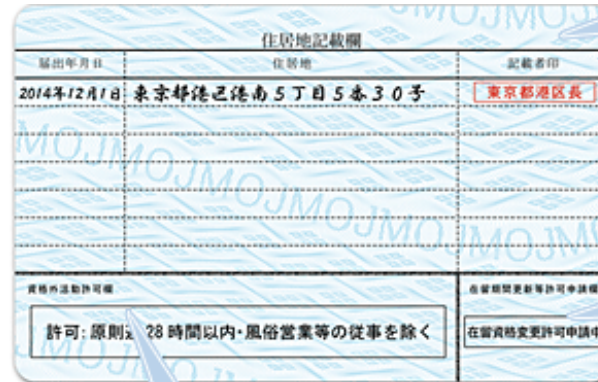 住居地記載欄
届出年月日 住居地 記載者印
2014年12月1日 東京都港区港南5丁目5番30号 東京都港区長
MOJMOJMOJMOJMOJ
資格外活動許可欄 在留期間更新等許可申請欄
許可: 原則週28時間以内・風俗営業等の従事を除く 在留資格変更許可申請中